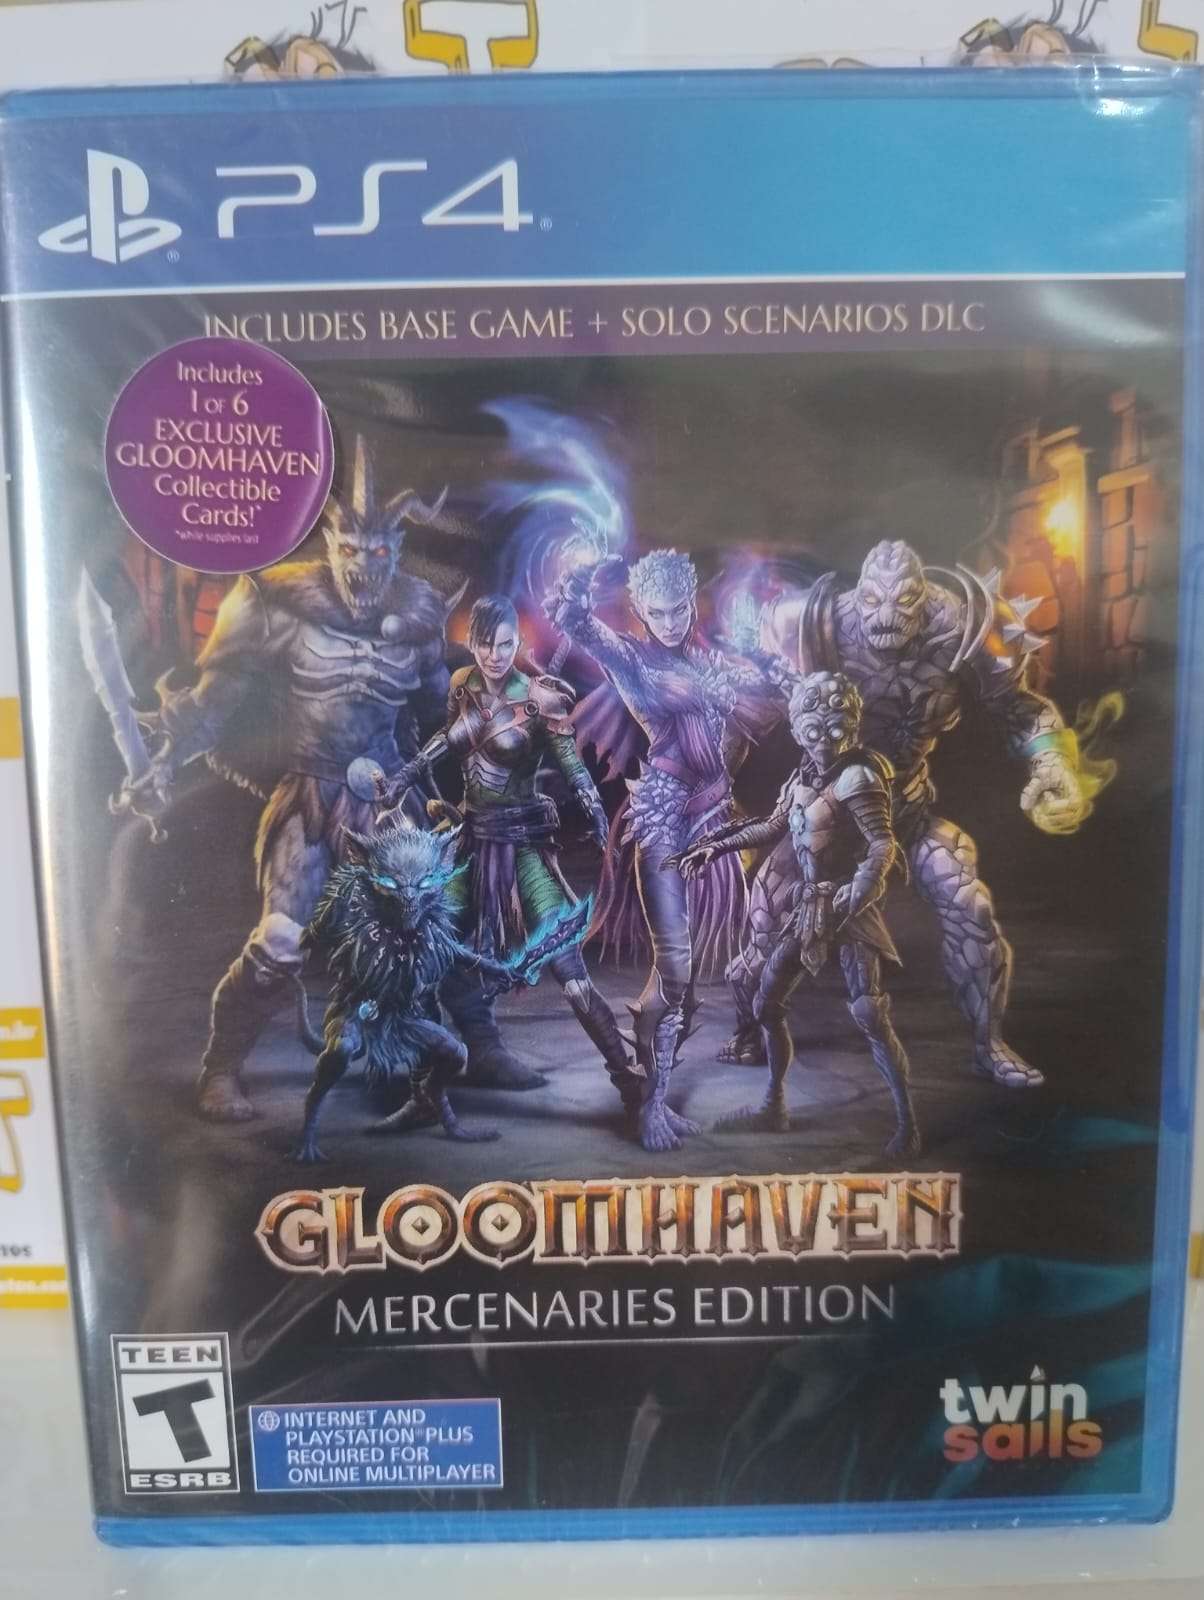 PS4
INCLUDES BASE GAME + SOLO SCENARIOS DLC
Includes
1 OF 6
EXCLUSIVE
GLOOMHAVEN
Collectible
Cards!*
*while supplies last
GLOOMHAVEN
MERCENARIES EDITION
TEEN
T
ESRB
INTERNET AND
PLAYSTATION®PLUS
REQUIRED FOR
ONLINE MULTIPLAYER
twin
sails